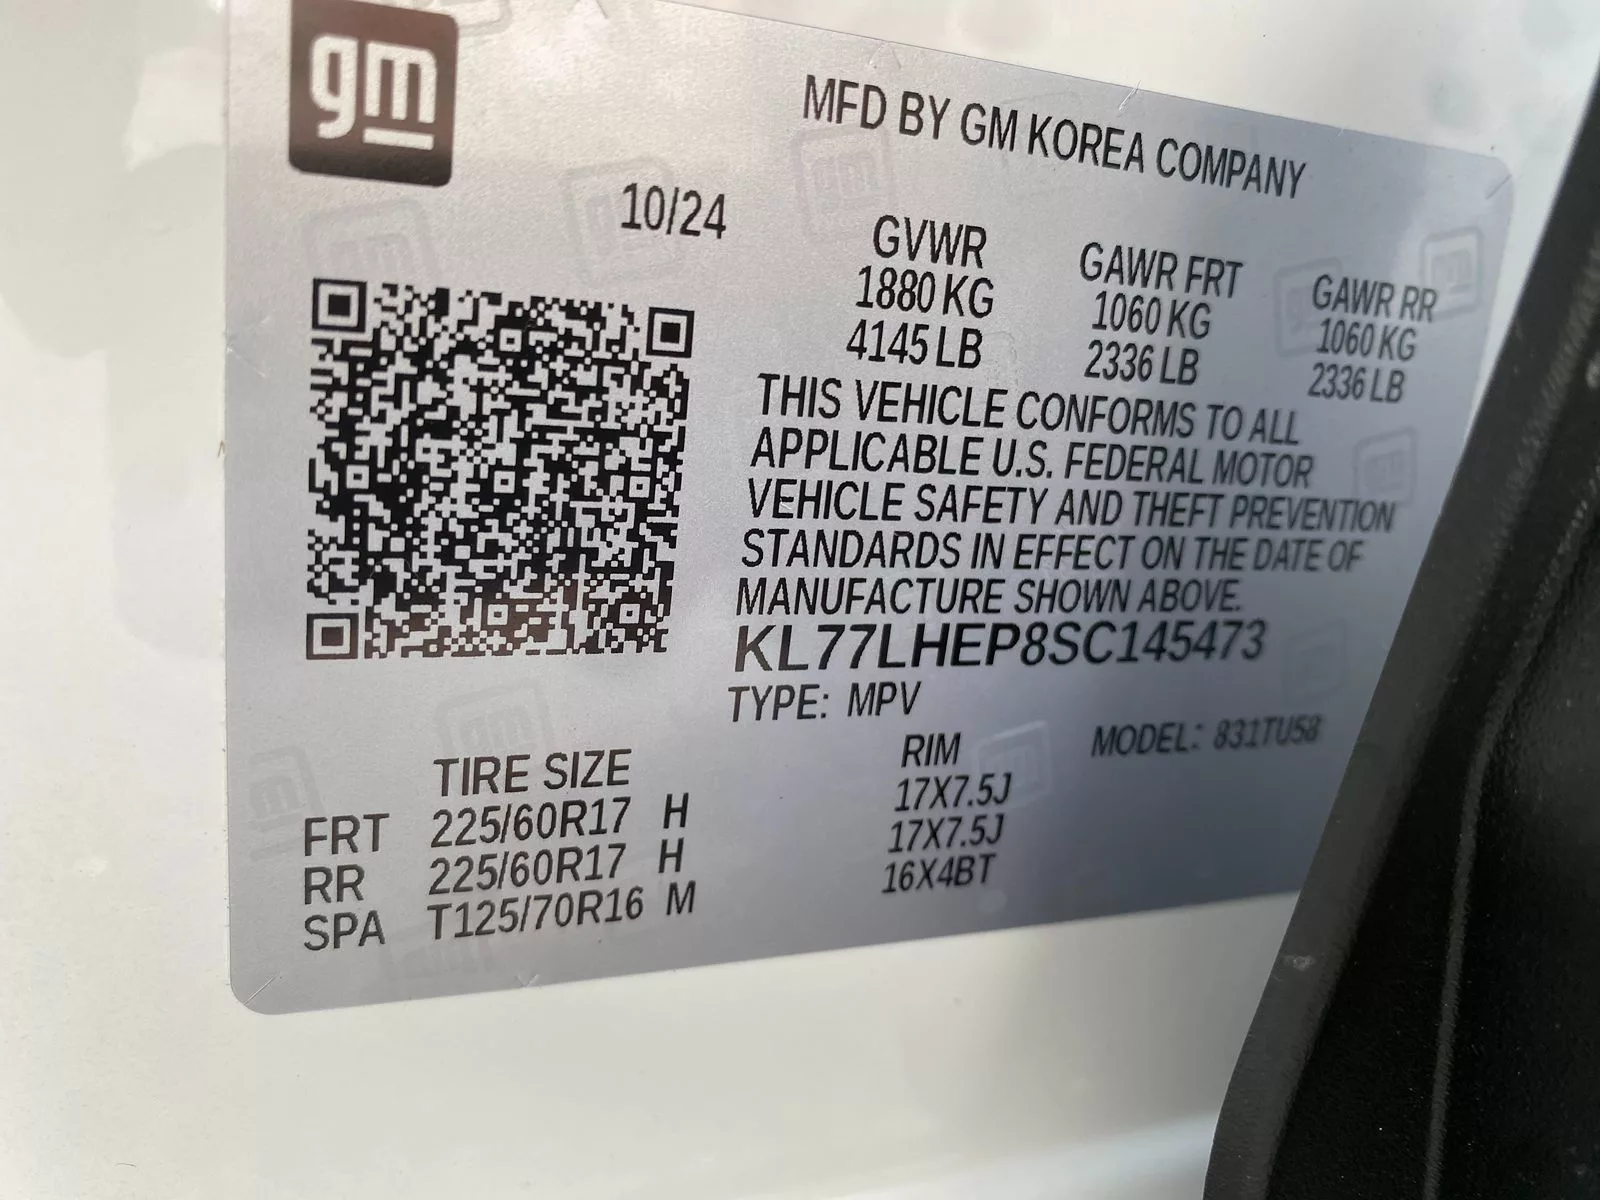 gm
MFD BY GM KOREA COMPANY
10/24
GVWR GAWR FRT GAWR RR
1880 KG 1060 KG 1060 KG
4145 LB 2336 LB 2336 LB
THIS VEHICLE CONFORMS TO ALL
APPLICABLE U.S. FEDERAL MOTOR
VEHICLE SAFETY AND THEFT PREVENTION
STANDARDS IN EFFECT ON THE DATE OF
MANUFACTURE SHOWN ABOVE.
KL77LHEP8SC145473
TYPE: MPV MODEL: 831TU58
TIRE SIZE RIM
FRT 225/60R17 H 17X7.5J
RR 225/60R17 H 17X7.5J
SPA T125/70R16 M 16X4BT